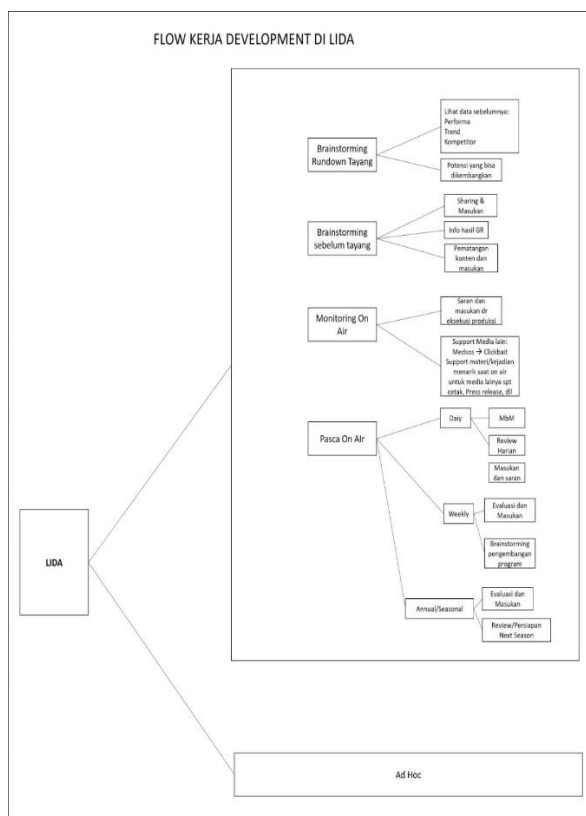 FLOW KERJA DEVELOPMENT DI LIDA
Brainstorming
Rundown Tayang
Lihat data sebelumnya:
Performa
Trend
Kompetitor
Potensi yang bisa
dikembangkan
Brainstorming
sebelum tayang
Sharing &
Masukan
Info hasil GR
Pematangan
konten dan
masukan
Monitoring On
Air
Saran dan
masukan dr
eksekusi produksi
Support Media lain:
Medsos → Clickbait
Support materi/kejadian
menarik saat on air
untuk media lainya spt
cetak, Press release, dll
Pasca On AIr
Daiy
MbM
Review
Harian
Masukan
dan saran
Weekly
Evaluasi dan
Masukan
Brainstorming
pengembangan
program
Annual/Seasonal
Evaluasi dan
Masukan
Review/Persiapan
Next Season
LIDA
Ad Hoc